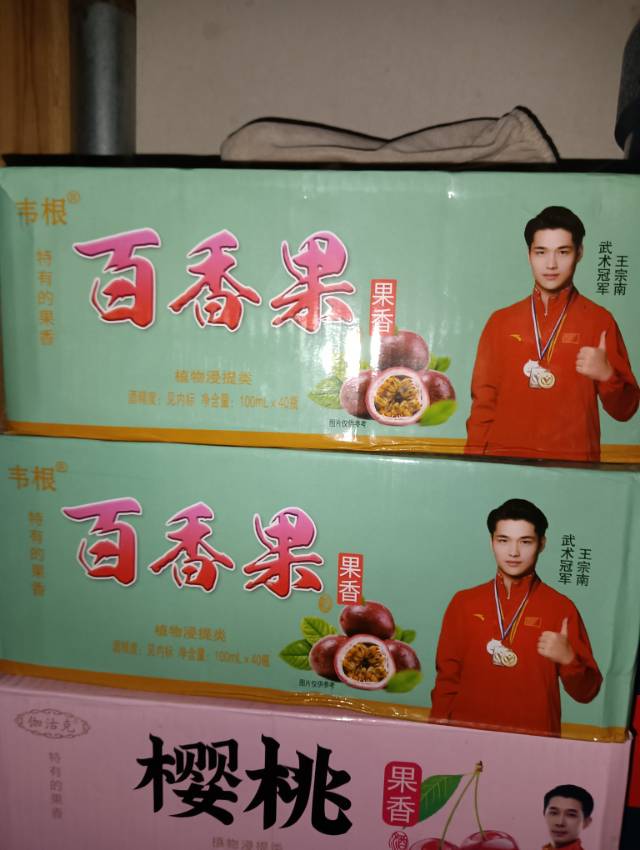 韦根®
特有的果香
百香果
果香
植物浸提类
酒精度：见内标 净含量：100mL×40瓶
图片仅供参考
王宗南
武术冠军
韦根®
特有的果香
百香果
果香
植物浸提类
酒精度：见内标 净含量：100mL×40瓶
图片仅供参考
王宗南
武术冠军
伽洁克
特有的果香
樱桃
果香
酒
植物浸提类